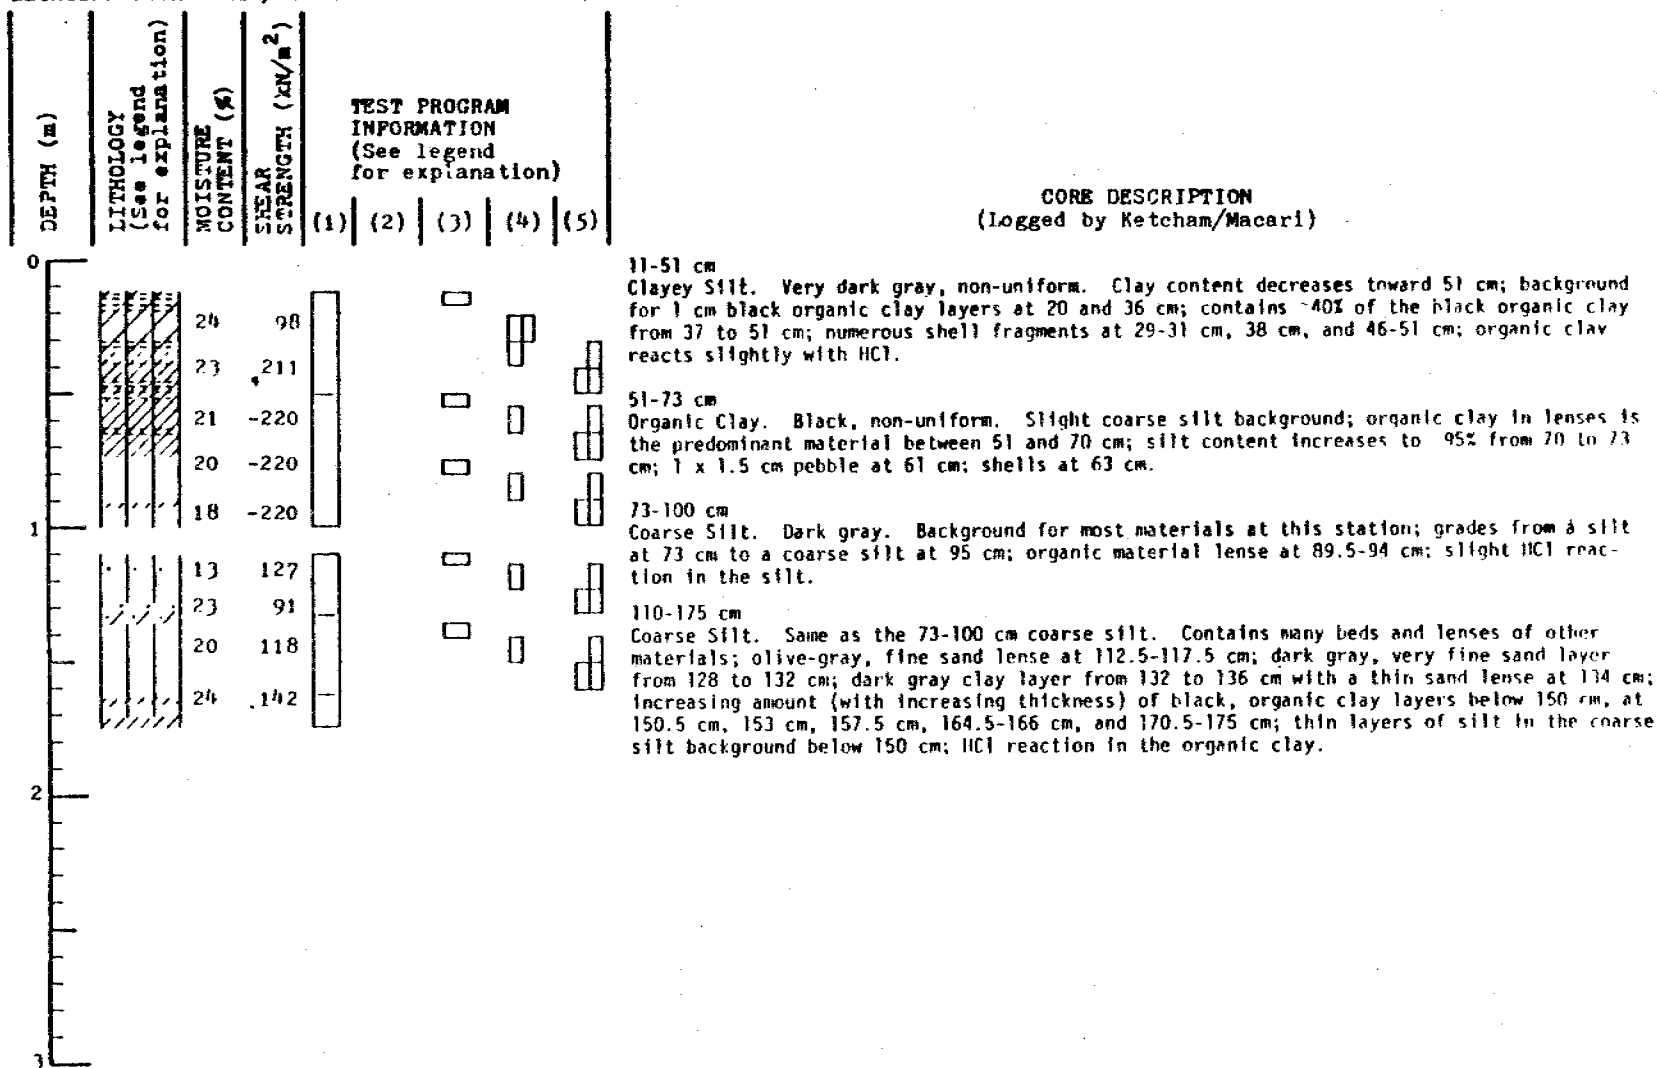 DEPTH (m)
LITHOLOGY
(See legend
for explanation)
MOISTURE
CONTENT (%)
SHEAR
STRENGTH (kN/m²)
TEST PROGRAM
INFORMATION
(See legend
for explanation)
(1) (2) (3) (4) (5)
CORE DESCRIPTION
(Logged by Ketcham/Macari)
0
11-51 cm
Clayey Silt. Very dark gray, non-uniform. Clay content decreases toward 51 cm; background
for 1 cm black organic clay layers at 20 and 36 cm; contains ~40% of the black organic clay
from 37 to 51 cm; numerous shell fragments at 29-31 cm, 38 cm, and 46-51 cm; organic clay
reacts slightly with HCl.
24 98
23 211
51-73 cm
Organic Clay. Black, non-uniform. Slight coarse silt background; organic clay in lenses is
the predominant material between 51 and 70 cm; silt content increases to 95% from 70 to 73
cm; 1 x 1.5 cm pebble at 61 cm; shells at 63 cm.
21 -220
20 -220
18 -220
1
73-100 cm
Coarse Silt. Dark gray. Background for most materials at this station; grades from a silt
at 73 cm to a coarse silt at 95 cm; organic material lense at 89.5-94 cm; slight HCl reac-
tion in the silt.
13 127
23 91
20 118
24 142
110-175 cm
Coarse Silt. Same as the 73-100 cm coarse silt. Contains many beds and lenses of other
materials; olive-gray, fine sand lense at 112.5-117.5 cm; dark gray, very fine sand layer
from 128 to 132 cm; dark gray clay layer from 132 to 136 cm with a thin sand lense at 134 cm;
increasing amount (with increasing thickness) of black, organic clay layers below 150 cm, at
150.5 cm, 153 cm, 157.5 cm, 164.5-166 cm, and 170.5-175 cm; thin layers of silt in the coarse
silt background below 150 cm; HCl reaction in the organic clay.
2
3